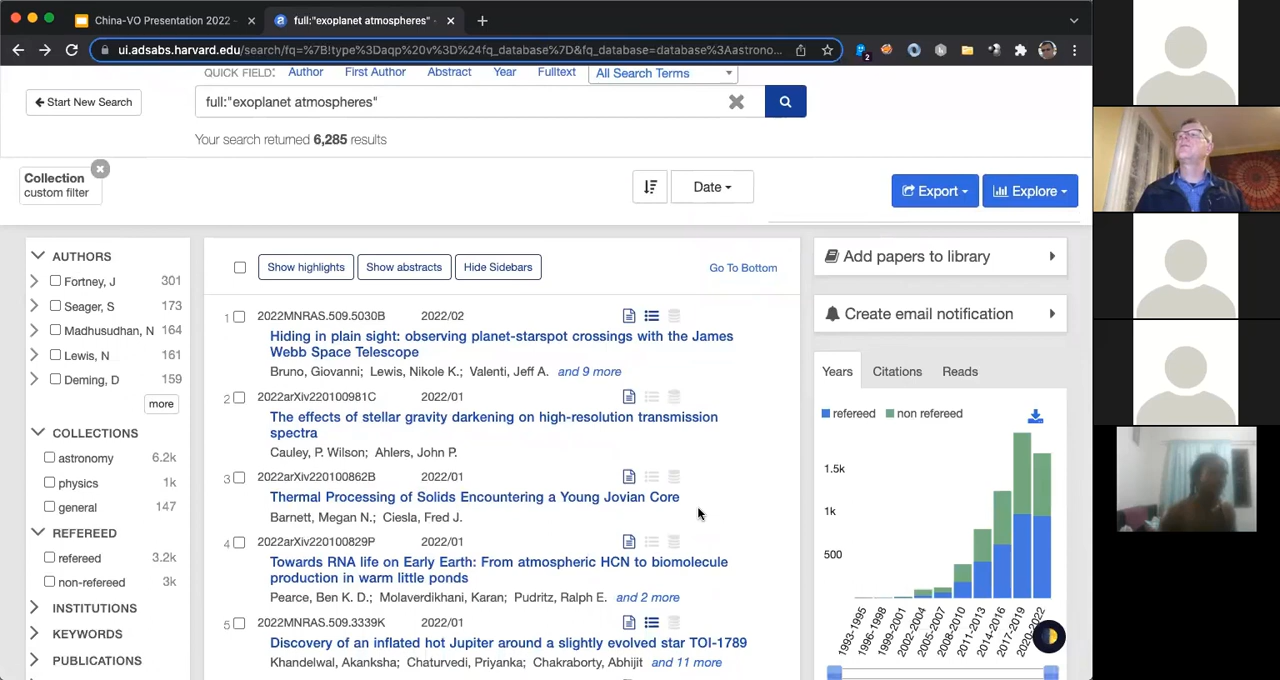 China-VO Presentation 2022 -
full:"exoplanet atmospheres" -
ui.adsabs.harvard.edu/search/fq=%7B!type%3Daqp%20v%3D%24fq_database%7D&fq_database=database%3Aastrono...
2
QUICK FIELD: Author First Author Abstract Year Fulltext All Search Terms
Start New Search
full:"exoplanet atmospheres"
Your search returned 6,285 results
Collection
custom filter
Date
Export
Explore
AUTHORS
Fortney, J 301
Seager, S 173
Madhusudhan, N 164
Lewis, N 161
Deming, D 159
more
COLLECTIONS
astronomy 6.2k
physics 1k
general 147
REFEREED
refereed 3.2k
non-refereed 3k
INSTITUTIONS
KEYWORDS
PUBLICATIONS
Show highlights Show abstracts Hide Sidebars Go To Bottom
1 2022MNRAS.509.5030B 2022/02
Hiding in plain sight: observing planet-starspot crossings with the James
Webb Space Telescope
Bruno, Giovanni; Lewis, Nikole K.; Valenti, Jeff A. and 9 more
2 2022arXiv220100981C 2022/01
The effects of stellar gravity darkening on high-resolution transmission
spectra
Cauley, P. Wilson; Ahlers, John P.
3 2022arXiv220100862B 2022/01
Thermal Processing of Solids Encountering a Young Jovian Core
Barnett, Megan N.; Ciesla, Fred J.
4 2022arXiv220100829P 2022/01
Towards RNA life on Early Earth: From atmospheric HCN to biomolecule
production in warm little ponds
Pearce, Ben K. D.; Molaverdikhani, Karan; Pudritz, Ralph E. and 2 more
5 2022MNRAS.509.3339K 2022/01
Discovery of an inflated hot Jupiter around a slightly evolved star TOI-1789
Khandelwal, Akanksha; Chaturvedi, Priyanka; Chakraborty, Abhijit and 11 more
Add papers to library
Create email notification
Years Citations Reads
refereed non refereed
1.5k
1k
500
1993-1995 1996-1998 1999-2001 2002-2004 2005-2007 2008-2010 2011-2013 2014-2016 2017-2019 2020-2022